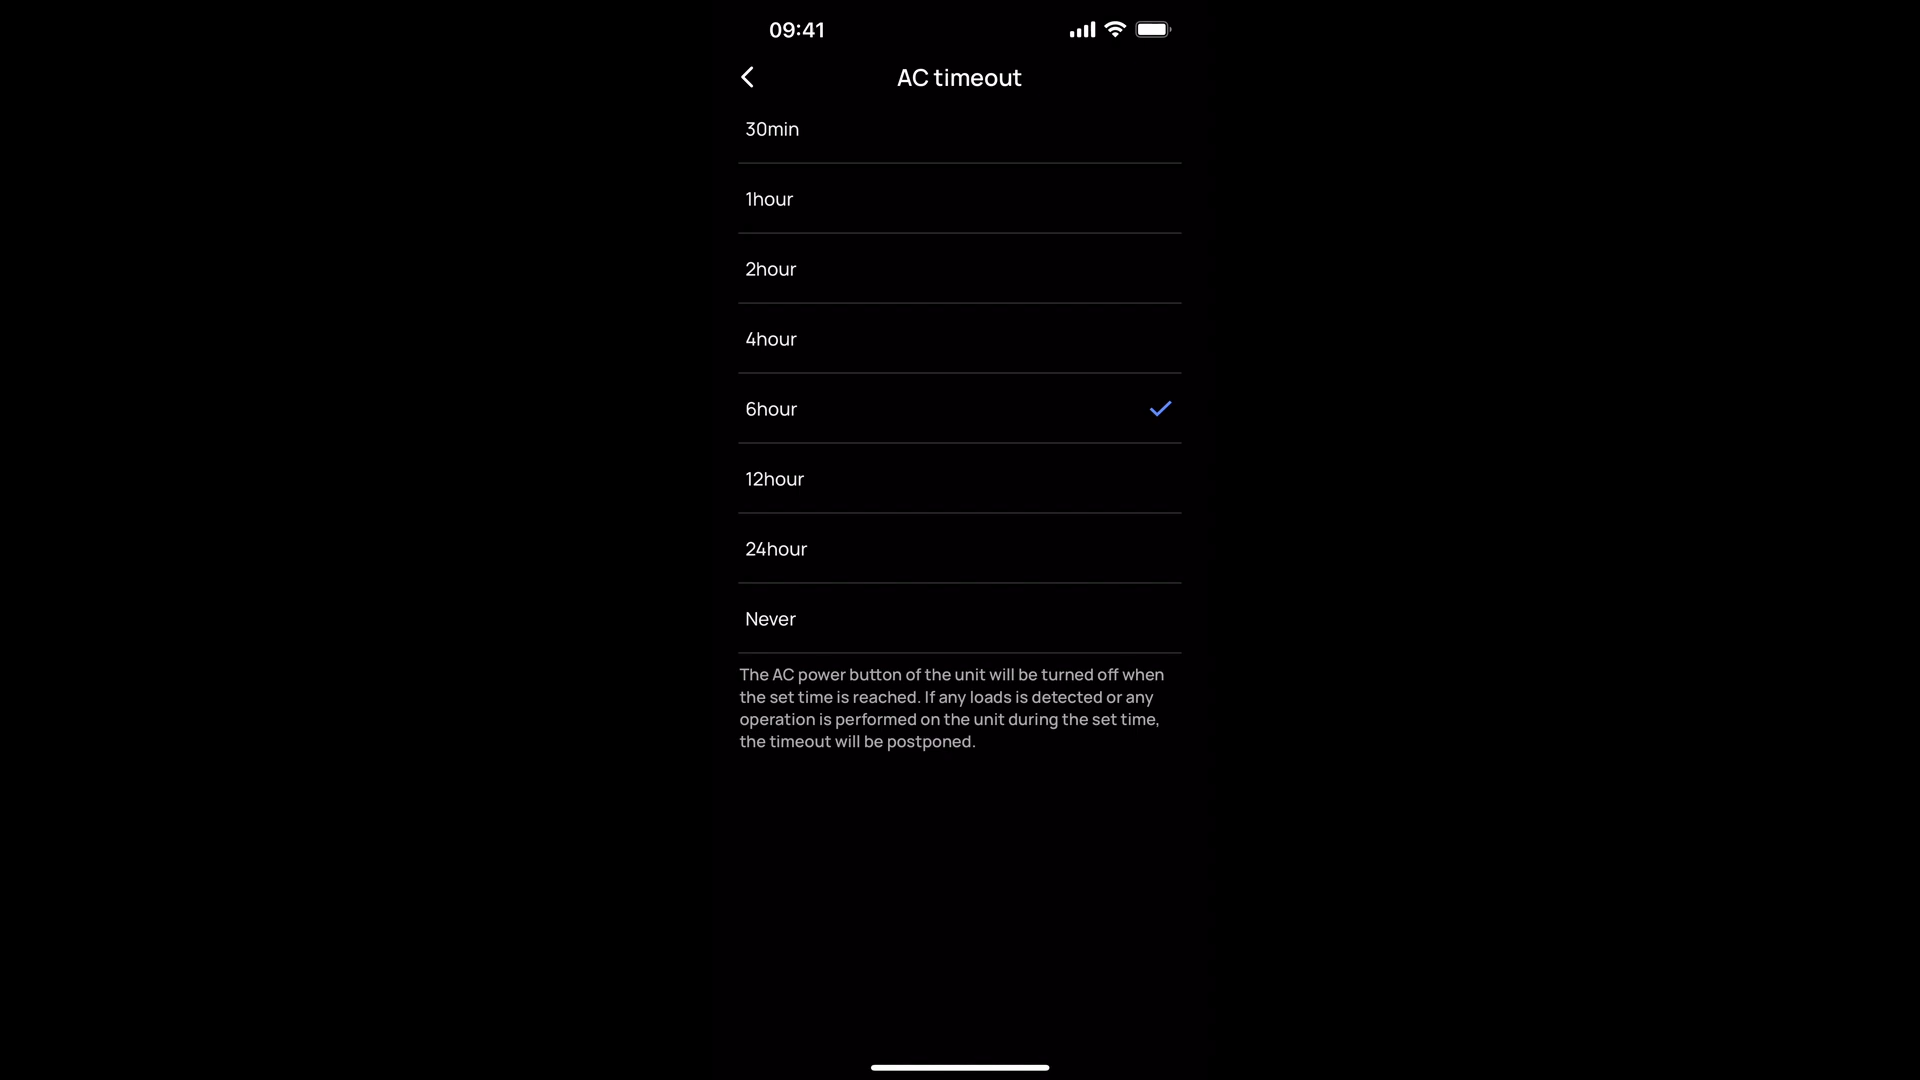 09:41
AC timeout
30min
1hour
2hour
4hour
6hour
12hour
24hour
Never
The AC power button of the unit will be turned off when
the set time is reached. If any loads is detected or any
operation is performed on the unit during the set time,
the timeout will be postponed.